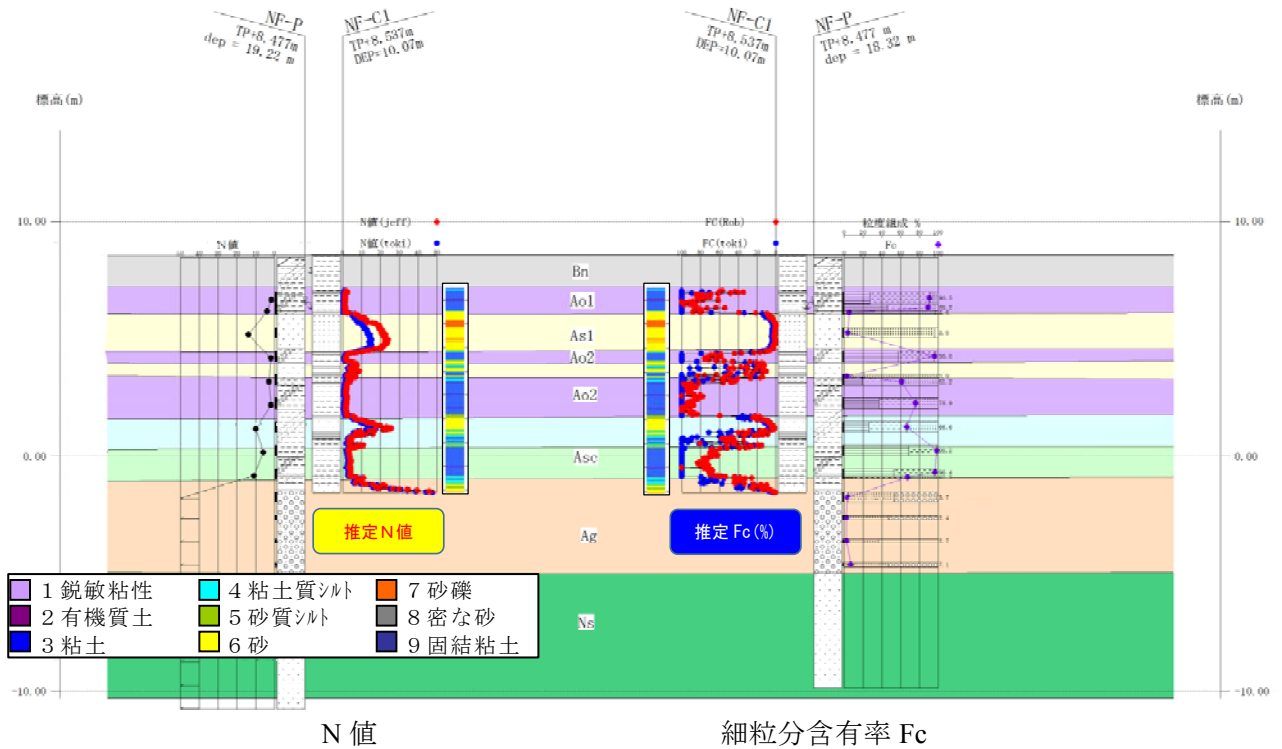 NF-P
TP+8.477m
dep = 19.22 m
NF-C1
TP+8.537m
DEP=10.07m
NF-C1
TP+8.537m
DEP=10.07m
NF-P
TP+8.477 m
dep = 18.32 m
標高(m)
標高(m)
10.00
10.00
N値(jeff)
FC(Rob)
粒度組成 %
N値
N値(toki)
FC(toki)
Fc
Bn
Ao1
As1
Ao2
Ao2
Asc
0.00
0.00
推定N値
推定Fc(%)
Ag
1 鋭敏粘性
4 粘土質シルト
7 砂礫
2 有機質土
5 砂質シルト
8 密な砂
3 粘土
6 砂
9 固結粘土
Ns
-10.00
-10.00
N 値
細粒分含有率 Fc